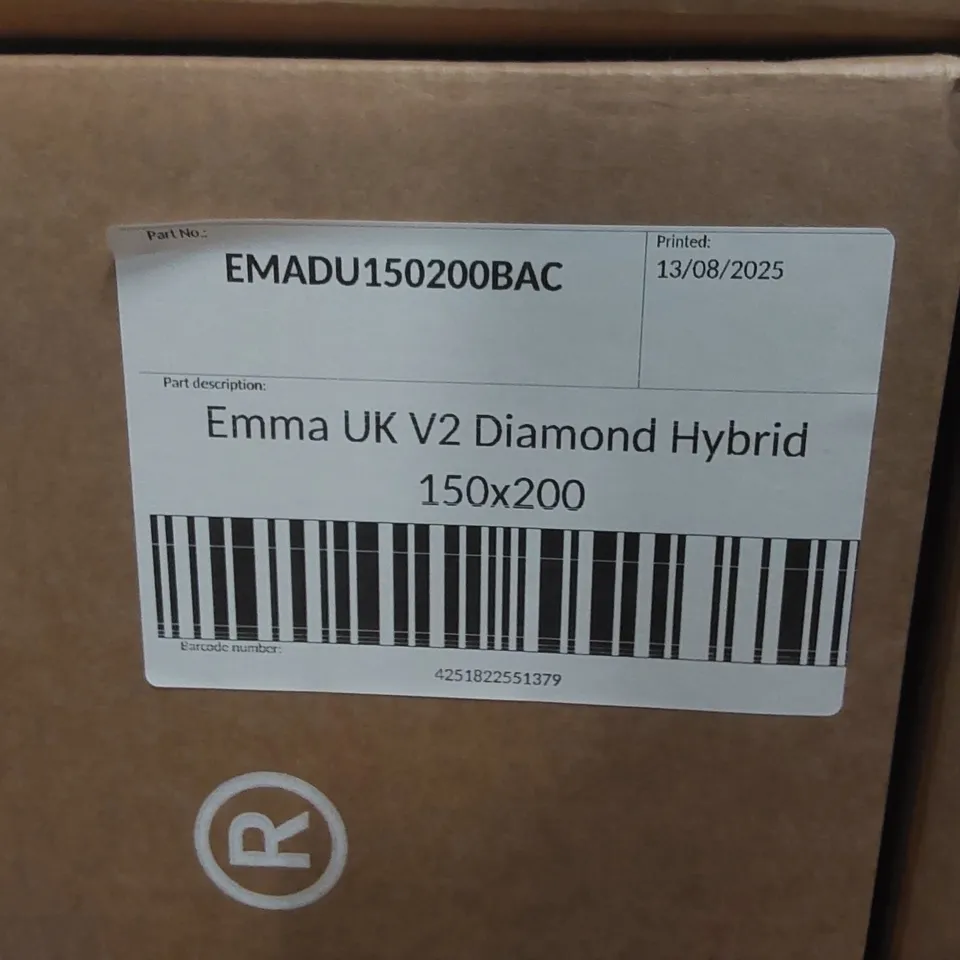 Part No.:
EMADU150200BAC
Printed:
13/08/2025
Part description:
Emma UK V2 Diamond Hybrid
150x200
Barcode number:
4251822551379
®